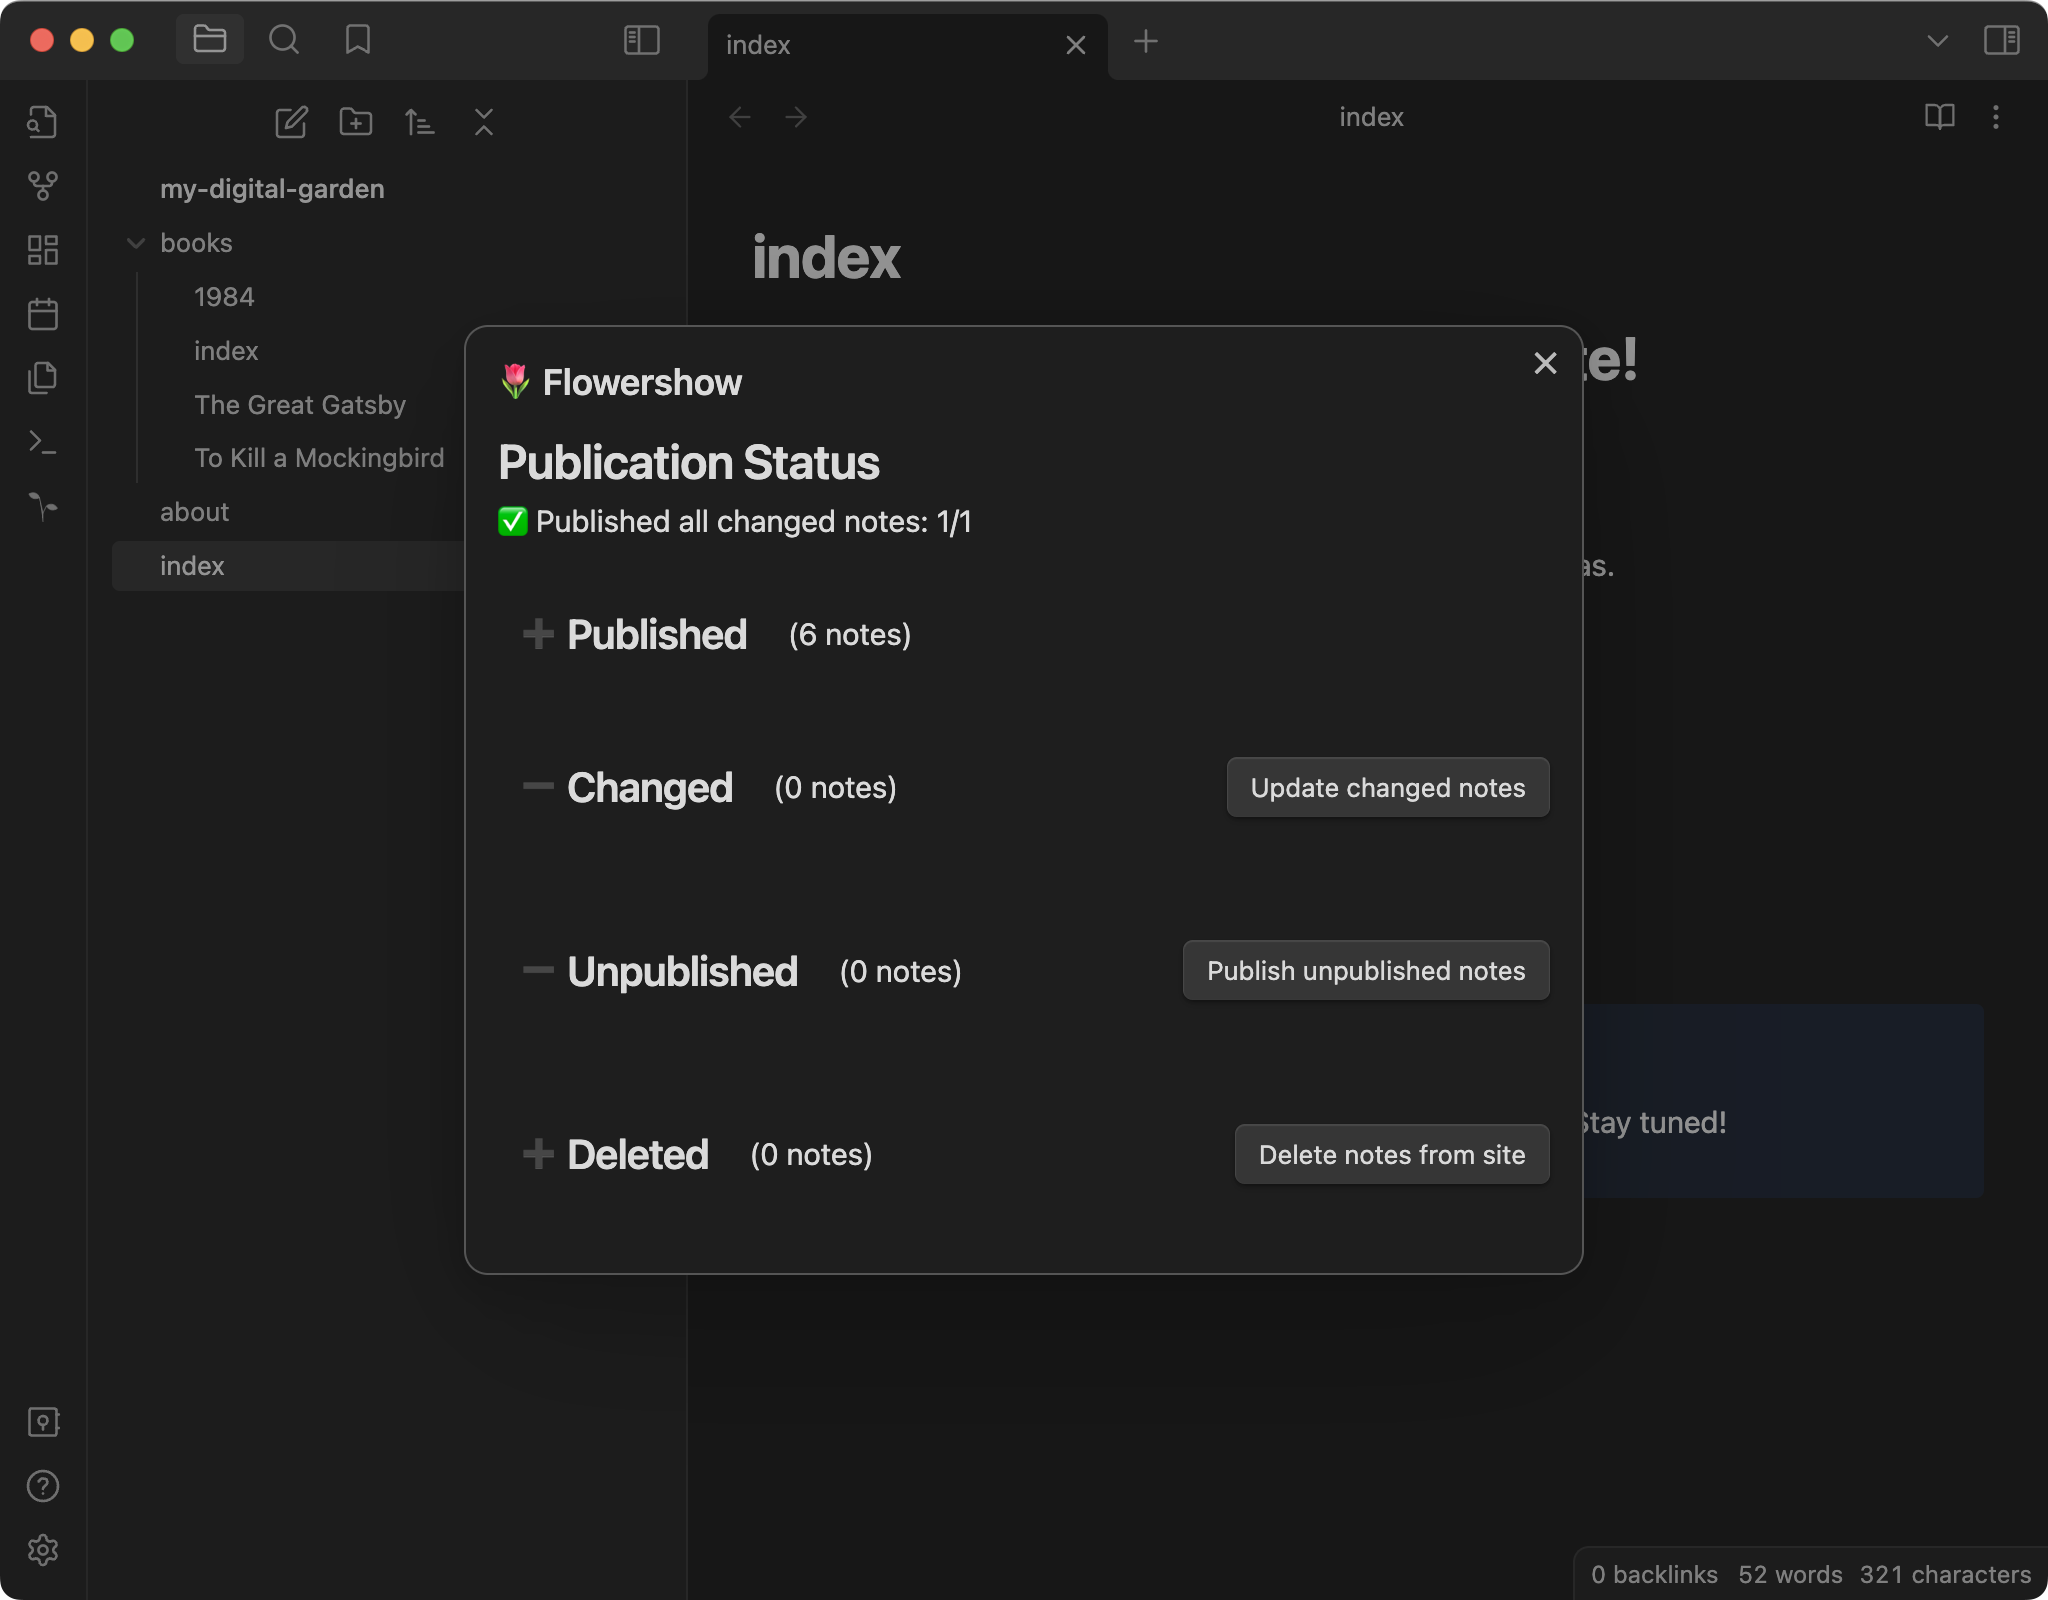 index
index
my-digital-garden
books
1984
index
The Great Gatsby
To Kill a Mockingbird
about
index
index
e!
as.
Stay tuned!
🌷 Flowershow
Publication Status
✅ Published all changed notes: 1/1
➕ Published (6 notes)
➖ Changed (0 notes) Update changed notes
➖ Unpublished (0 notes) Publish unpublished notes
➕ Deleted (0 notes) Delete notes from site
0 backlinks 52 words 321 characters